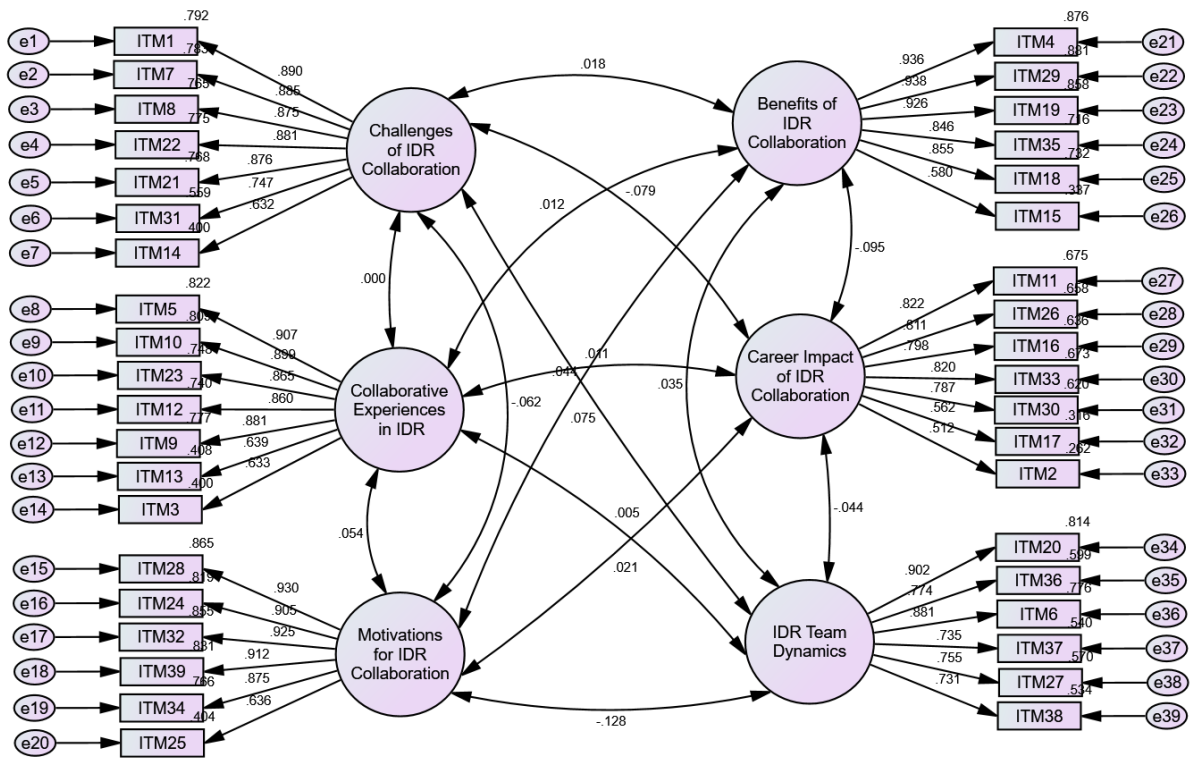 .792
e1 ITM1 .783
e2 ITM7 .765
e3 ITM8 .775
e4 ITM22 .768
e5 ITM21 .559
e6 ITM31 .400
e7 ITM14
.890
.885
.875
.881
.876
.747
.632
Challenges
of IDR
Collaboration
.822
e8 ITM5
e9 ITM10 .748
e10 ITM23 .740
e11 ITM12 .777
e12 ITM9 .408
e13 ITM13 .400
e14 ITM3
.907
.899
.865
.860
.881
.639
.633
Collaborative
Experiences
in IDR
.865
e15 ITM28 .819
e16 ITM24 .855
e17 ITM32 .831
e18 ITM39 .766
e19 ITM34 .404
e20 ITM25
.930
.905
.925
.912
.875
.636
Motivations
for IDR
Collaboration
.018
-.079
.012
.000
-.095
.011
.044
.035
-.062
.075
.005
.054
.021
-.044
-.128
Benefits of
IDR
Collaboration
.936
.938
.926
.846
.855
.580
.876
ITM4 .881 e21
ITM29 .858 e22
ITM19 .716 e23
ITM35 .732 e24
ITM18 .337 e25
ITM15 e26
Career Impact
of IDR
Collaboration
.822
.811
.798
.820
.787
.562
.512
.675
ITM11 .658 e27
ITM26 .636 e28
ITM16 .673 e29
ITM33 .620 e30
ITM30 .316 e31
ITM17 .262 e32
ITM2 e33
IDR Team
Dynamics
.902
.774
.881
.735
.755
.731
.814
ITM20 .599 e34
ITM36 .776 e35
ITM6 .540 e36
ITM37 .570 e37
ITM27 .534 e38
ITM38 e39